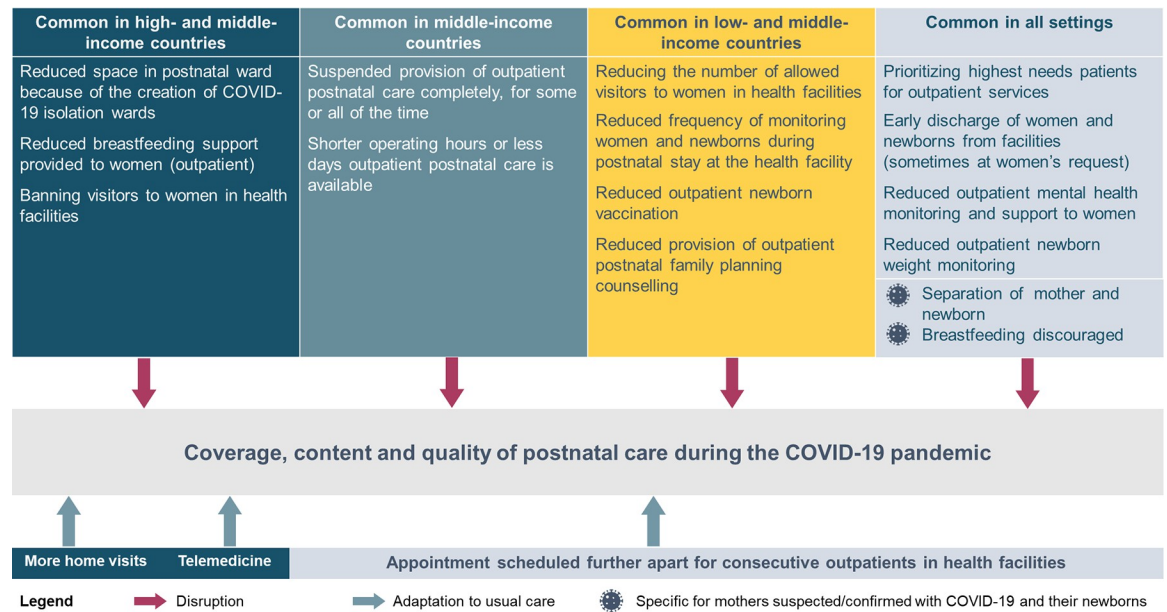 Common in high- and middle-
income countries
Reduced space in postnatal ward
because of the creation of COVID-
19 isolation wards
Reduced breastfeeding support
provided to women (outpatient)
Banning visitors to women in health
facilities
Common in middle-income
countries
Suspended provision of outpatient
postnatal care completely, for some
or all of the time
Shorter operating hours or less
days outpatient postnatal care is
available
Common in low- and middle-
income countries
Reducing the number of allowed
visitors to women in health facilities
Reduced frequency of monitoring
women and newborns during
postnatal stay at the health facility
Reduced outpatient newborn
vaccination
Reduced provision of outpatient
postnatal family planning
counselling
Common in all settings
Prioritizing highest needs patients
for outpatient services
Early discharge of women and
newborns from facilities
(sometimes at women's request)
Reduced outpatient mental health
monitoring and support to women
Reduced outpatient newborn
weight monitoring
Separation of mother and
newborn
Breastfeeding discouraged
Coverage, content and quality of postnatal care during the COVID-19 pandemic
More home visits
Telemedicine
Appointment scheduled further apart for consecutive outpatients in health facilities
Legend
Disruption
Adaptation to usual care
Specific for mothers suspected/confirmed with COVID-19 and their newborns